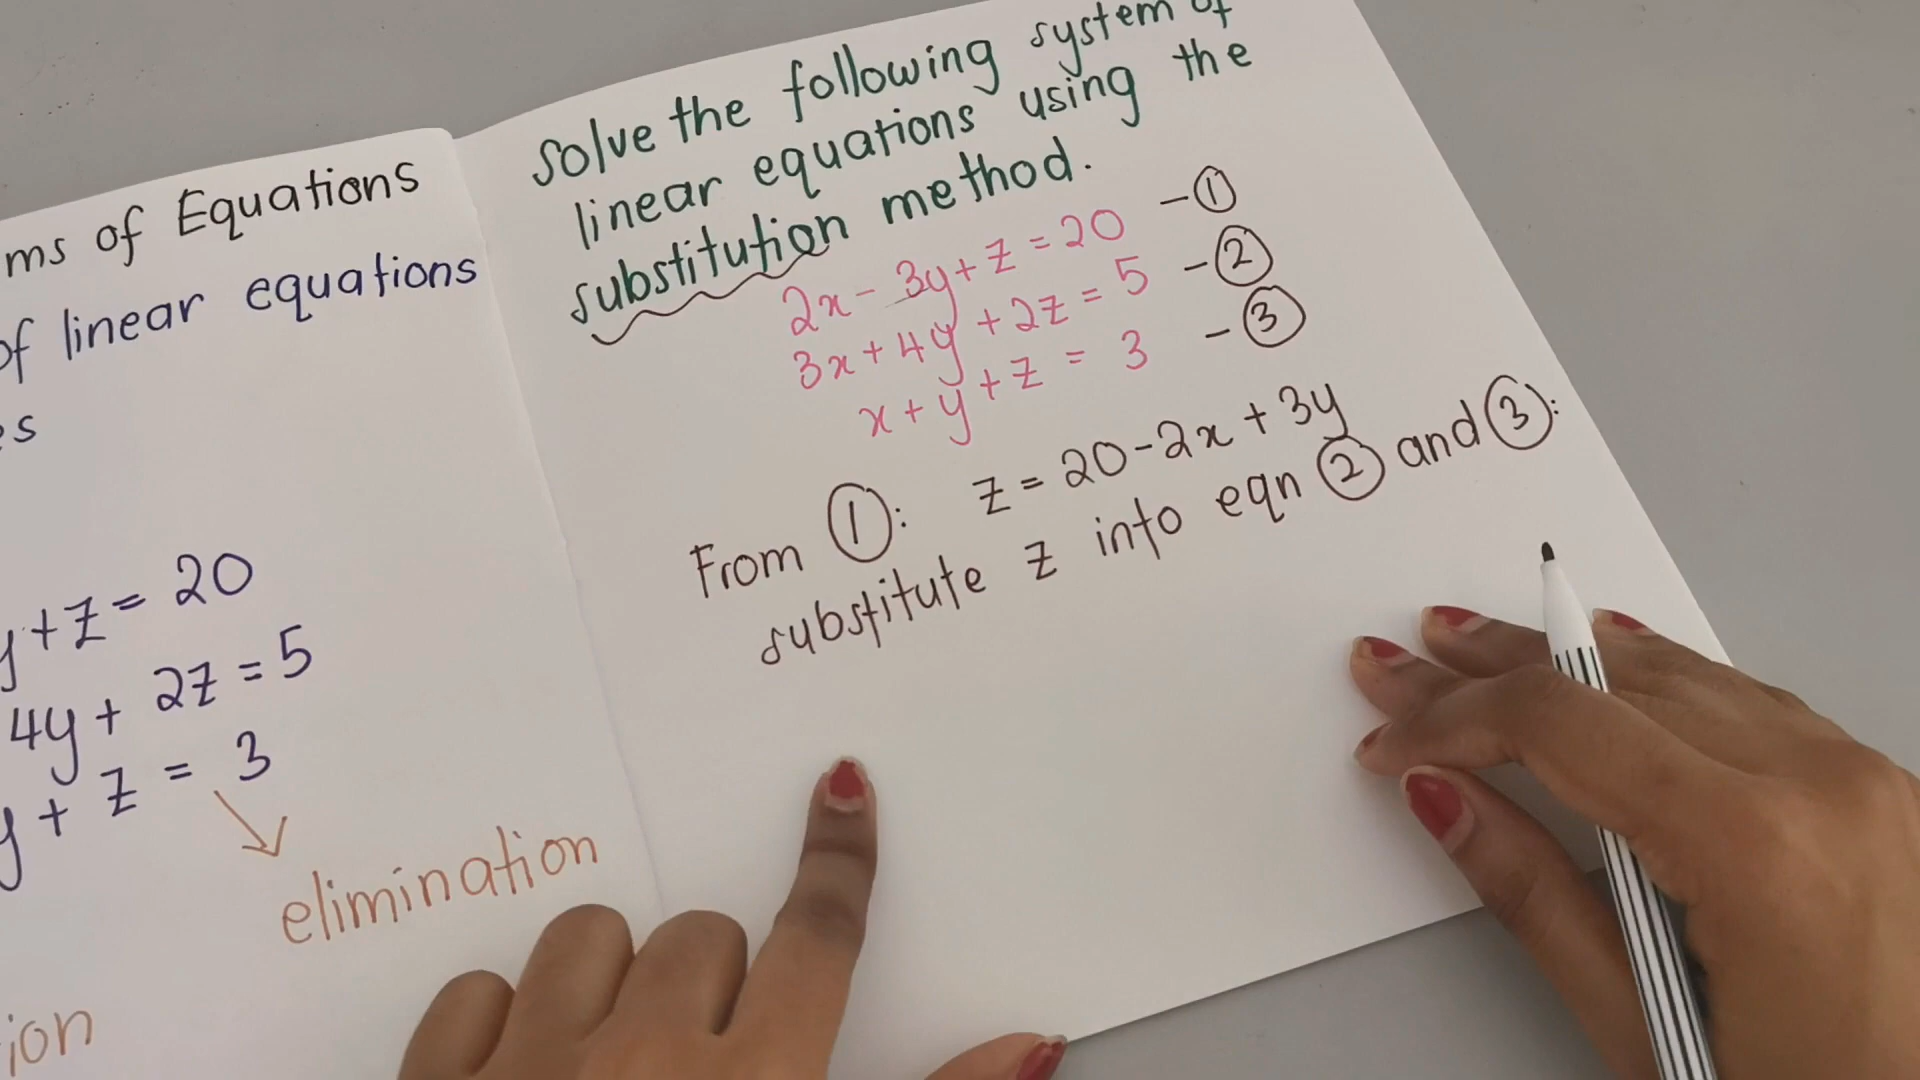 ms of Equations
of linear equations
es
y + z = 20
4y + 2z = 5
y + z = 3
elimination
ion
solve the following system of
linear equations using the
substitution method.
2x - 3y + z = 20 - ①
3x + 4y + 2z = 5 - ②
x + y + z = 3 - ③
From ①: z = 20 - 2x + 3y
substitute z into eqn ② and ③: